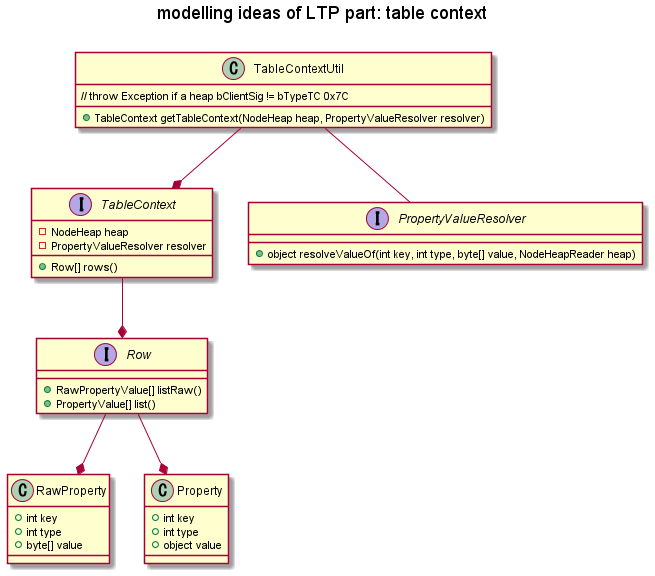 modelling ideas of LTP part: table context
C TableContextUtil
// throw Exception if a heap bClientSig != bTypeTC 0x7C
TableContext getTableContext(NodeHeap heap, PropertyValueResolver resolver)
I TableContext
NodeHeap heap
PropertyValueResolver resolver
Row[] rows()
I PropertyValueResolver
object resolveValueOf(int key, int type, byte[] value, NodeHeapReader heap)
I Row
RawPropertyValue[] listRaw()
PropertyValue[] list()
C RawProperty
int key
int type
byte[] value
C Property
int key
int type
object value